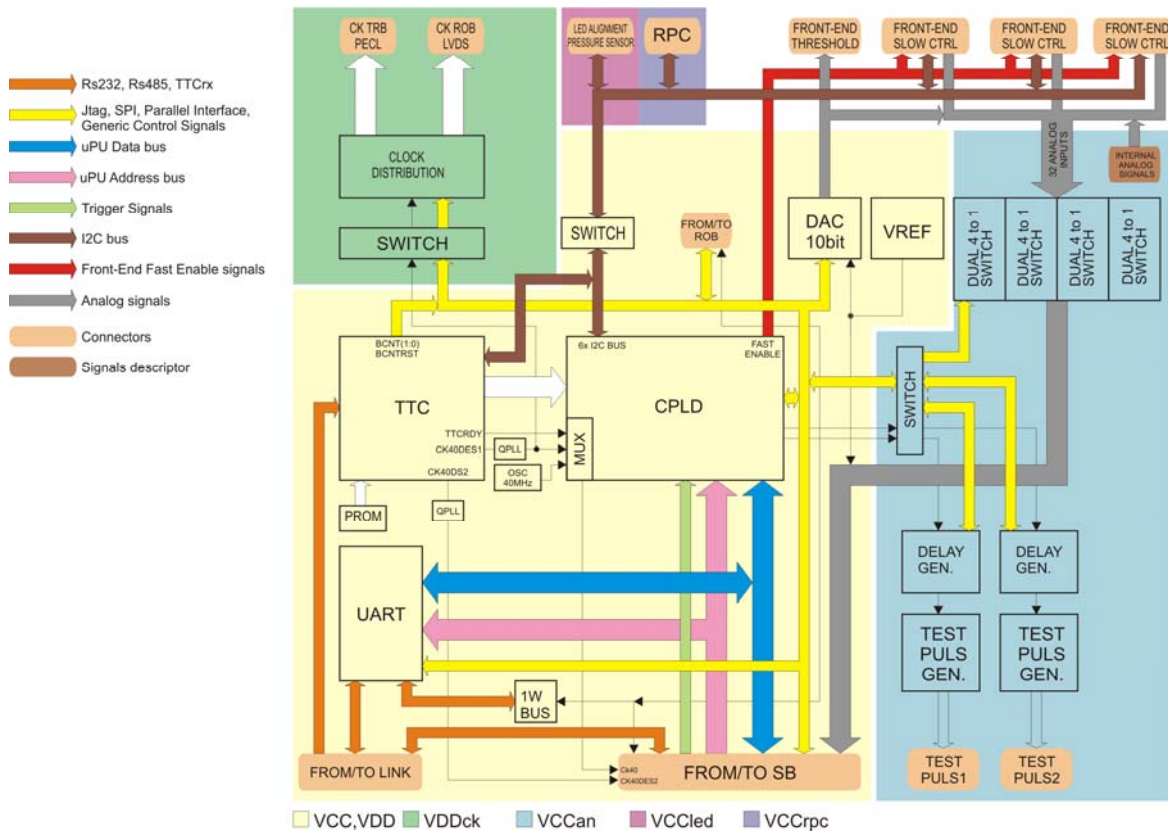 Rs232, Rs485, TTCrx
Jtag, SPI, Parallel Interface,
Generic Control Signals
uPU Data bus
uPU Address bus
Trigger Signals
I2C bus
Front-End Fast Enable signals
Analog signals
Connectors
Signals descriptor
CK TRB
PECL
CK ROB
LVDS
LED ALIGNMENT
PRESSURE SENSOR
RPC
FRONT-END
THRESHOLD
FRONT-END
SLOW CTRL
FRONT-END
SLOW CTRL
FRONT-END
SLOW CTRL
CLOCK
DISTRIBUTION
32 ANALOG
INPUTS
INTERNAL
ANALOG
SIGNALS
SWITCH
SWITCH
FROM/TO
ROB
DAC
10bit
VREF
DUAL 4 to 1
SWITCH
DUAL 4 to 1
SWITCH
DUAL 4 to 1
SWITCH
DUAL 4 to 1
SWITCH
BCNT(1:0)
BCNTRST
TTC
TTCRDY
CK40DES1
CK40DS2
6x I2C BUS
FAST
ENABLE
CPLD
MUX
QPLL
OSC
40MHz
SWITCH
PROM
QPLL
UART
DELAY
GEN.
DELAY
GEN.
TEST
PULS
GEN.
TEST
PULS
GEN.
1W
BUS
FROM/TO LINK
Ck40
CK40DES2
FROM/TO SB
TEST
PULS1
TEST
PULS2
VCC,VDD
VDDck
VCCan
VCCled
VCCrpc